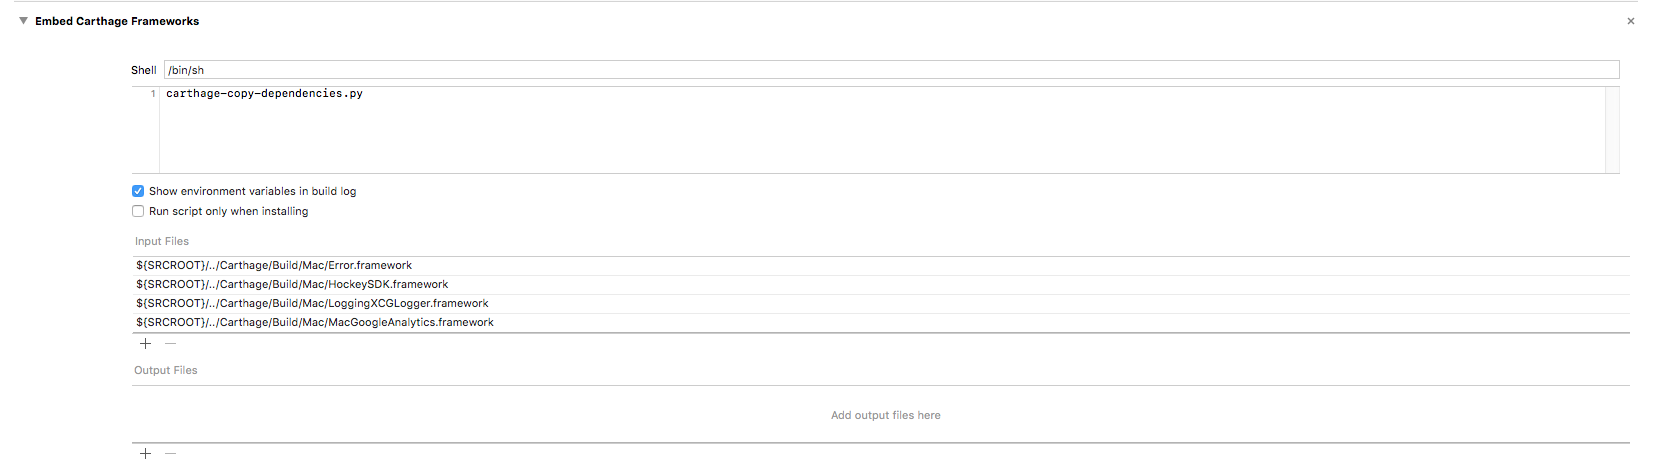 Embed Carthage Frameworks
Shell /bin/sh
1 carthage-copy-dependencies.py
Show environment variables in build log
Run script only when installing
Input Files
${SRCROOT}/../Carthage/Build/Mac/Error.framework
${SRCROOT}/../Carthage/Build/Mac/HockeySDK.framework
${SRCROOT}/../Carthage/Build/Mac/LoggingXCGLogger.framework
${SRCROOT}/../Carthage/Build/Mac/MacGoogleAnalytics.framework
Output Files
Add output files here